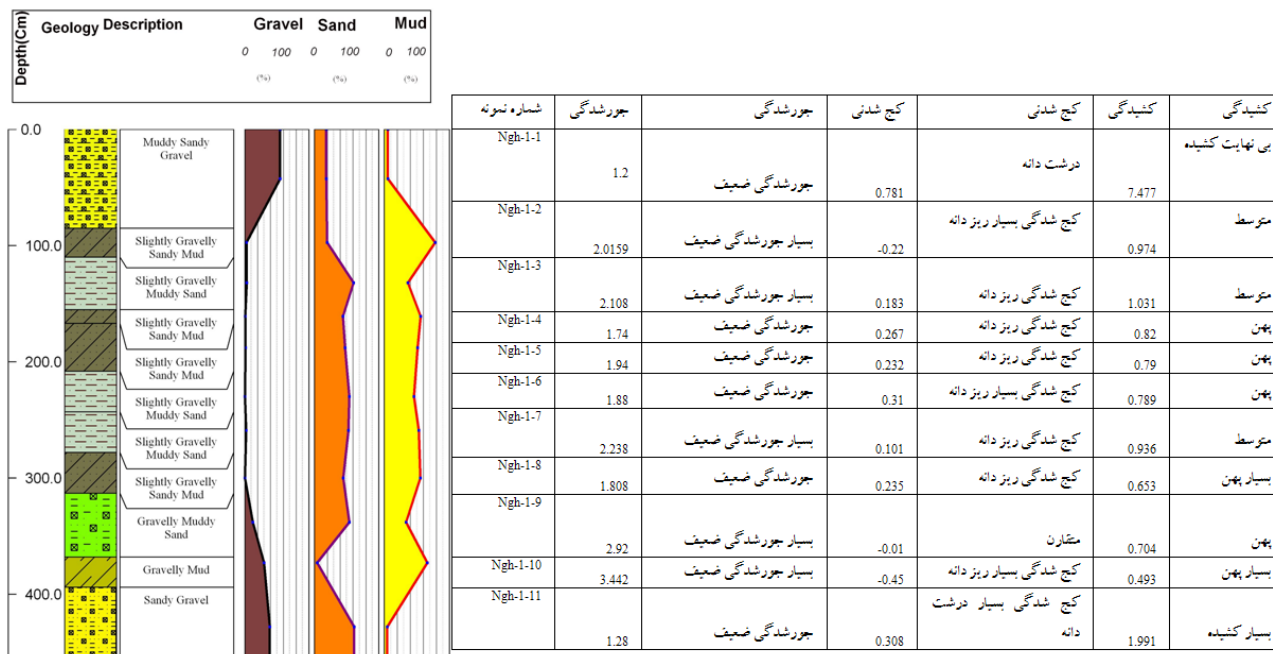 Depth(Cm)
Geology Description Gravel Sand Mud
0 100 0 100 0 100
(%) (%) (%)
0.0
100.0
200.0
300.0
400.0
Muddy Sandy
Gravel
Slightly Gravelly
Sandy Mud
Slightly Gravelly
Muddy Sand
Slightly Gravelly
Sandy Mud
Slightly Gravelly
Sandy Mud
Slightly Gravelly
Muddy Sand
Slightly Gravelly
Muddy Sand
Slightly Gravelly
Sandy Mud
Gravelly Muddy
Sand
Gravelly Mud
Sandy Gravel
شماره نمونه جورشدگی جورشدگی کج شدنی کج شدنی کشیدگی کشیدگی
Ngh-1-1 1.2 جورشدگی ضعیف 0.781 درشت دانه 7.477 بی نهایت کشیده
Ngh-1-2 2.0159 بسیار جورشدگی ضعیف -0.22 کج شدگی بسیار ریز دانه 0.974 متوسط
Ngh-1-3 2.108 بسیار جورشدگی ضعیف 0.183 کج شدگی ریز دانه 1.031 متوسط
Ngh-1-4 1.74 جورشدگی ضعیف 0.267 کج شدگی ریز دانه 0.82 پهن
Ngh-1-5 1.94 جورشدگی ضعیف 0.232 کج شدگی ریز دانه 0.79 پهن
Ngh-1-6 1.88 جورشدگی ضعیف 0.31 کج شدگی بسیار ریز دانه 0.789 پهن
Ngh-1-7 2.238 بسیار جورشدگی ضعیف 0.101 کج شدگی ریز دانه 0.936 متوسط
Ngh-1-8 1.808 جورشدگی ضعیف 0.235 کج شدگی ریز دانه 0.653 بسیار پهن
Ngh-1-9 2.92 بسیار جورشدگی ضعیف -0.01 متقارن 0.704 پهن
Ngh-1-10 3.442 بسیار جورشدگی ضعیف -0.45 کج شدگی بسیار ریز دانه 0.493 بسیار پهن
Ngh-1-11 1.28 جورشدگی ضعیف 0.308 کج شدگی بسیار درشت
دانه 1.991 بسیار کشیده